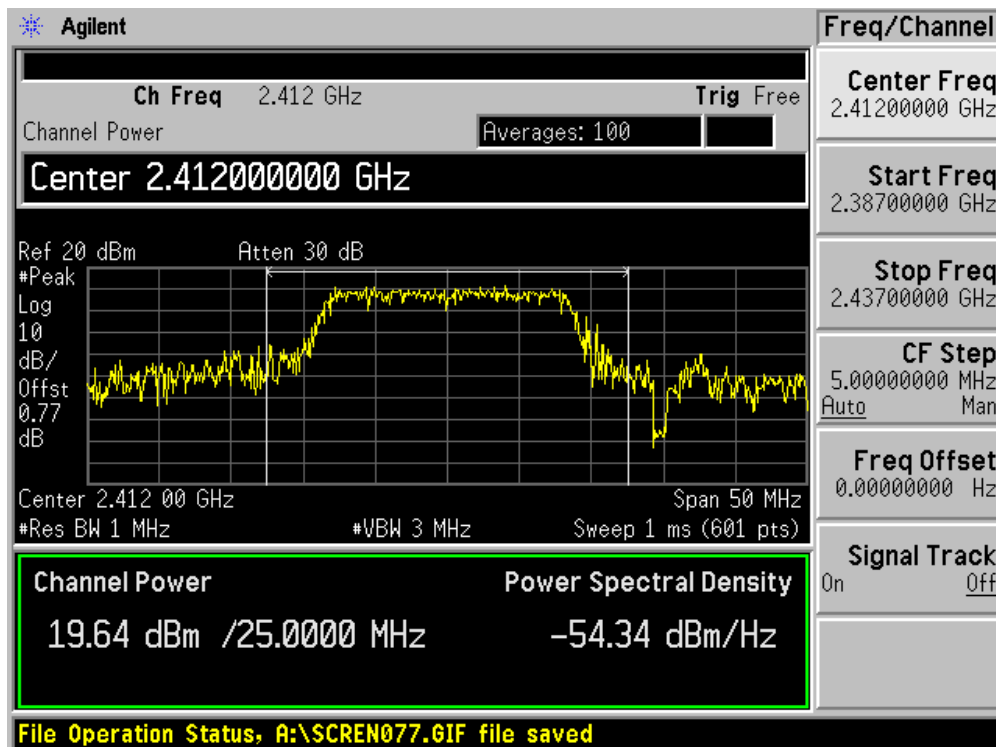 Agilent
Freq/Channel
Ch Freq 2.412 GHz Trig Free
Channel Power Averages: 100
Center 2.412000000 GHz
Ref 20 dBm Atten 30 dB
#Peak
Log
10
dB/
Offst
0.77
dB
Center 2.412 00 GHz Span 50 MHz
#Res BW 1 MHz #VBW 3 MHz Sweep 1 ms (601 pts)
Channel Power Power Spectral Density
19.64 dBm /25.0000 MHz -54.34 dBm/Hz
File Operation Status, A:\SCREN077.GIF file saved
Center Freq
2.41200000 GHz
Start Freq
2.38700000 GHz
Stop Freq
2.43700000 GHz
CF Step
5.00000000 MHz
Auto Man
Freq Offset
0.00000000 Hz
Signal Track
On Off